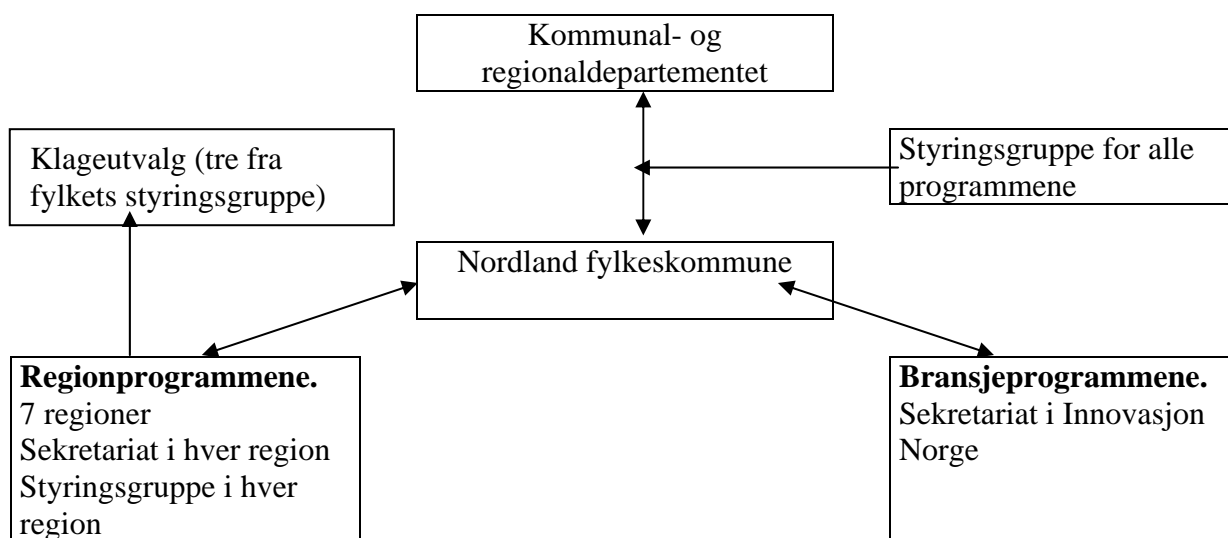 Kommunal- og
regionaldepartementet
Klageutvalg (tre fra
fylkets styringsgruppe)
Styringsgruppe for alle
programmene
Nordland fylkeskommune
Regionprogrammene.
7 regioner
Sekretariat i hver region
Styringsgruppe i hver
region
Bransjeprogrammene.
Sekretariat i Innovasjon
Norge